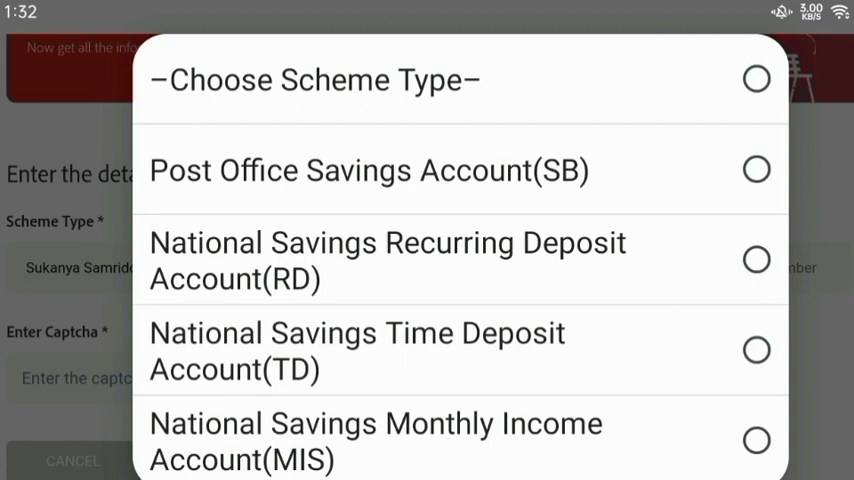 1:32
3.00
KB/S
Now get all the info
–Choose Scheme Type–
Post Office Savings Account(SB)
Enter the deta
Scheme Type *
National Savings Recurring Deposit
Account(RD)
Sukanya Samrido
mber
Enter Captcha *
National Savings Time Deposit
Account(TD)
Enter the captc
National Savings Monthly Income
Account(MIS)
CANCEL